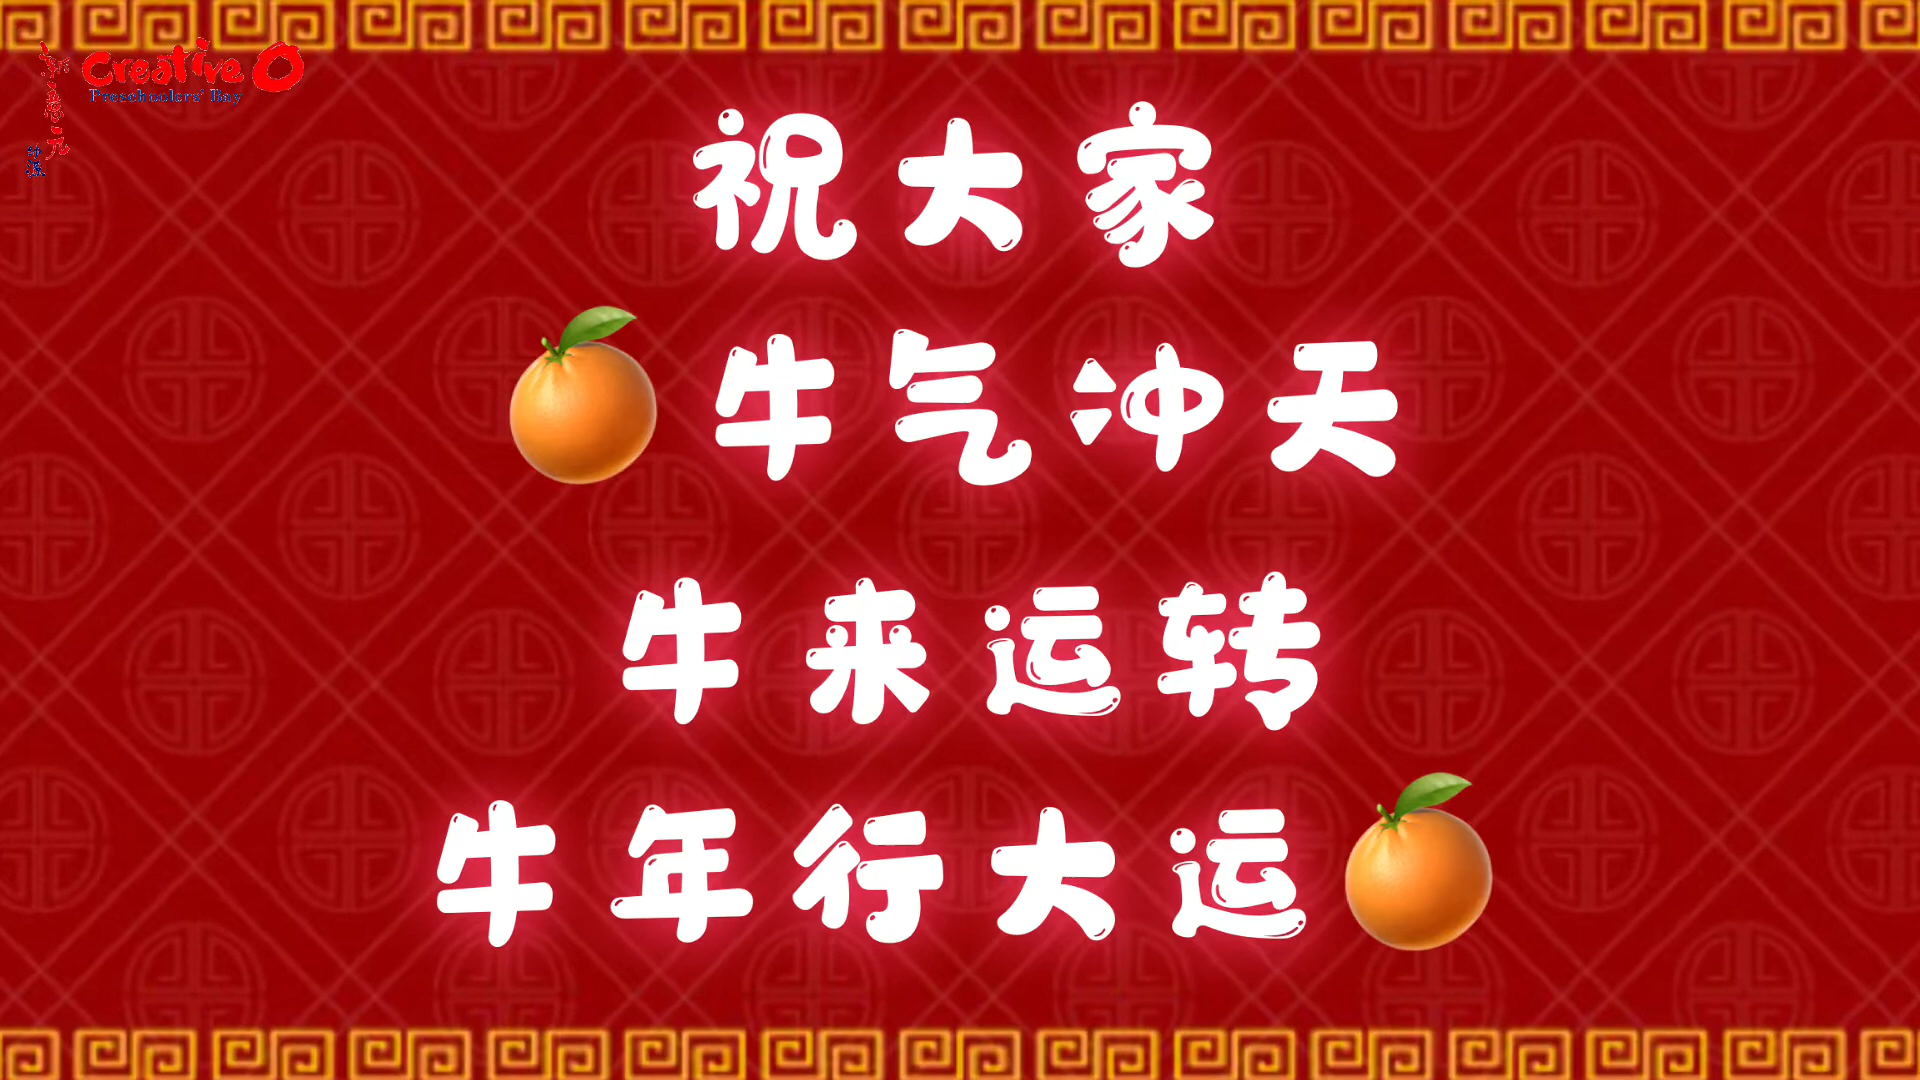 Creative O
Preschoolers' Bay
祝大家
牛气冲天
牛来运转
牛年行大运